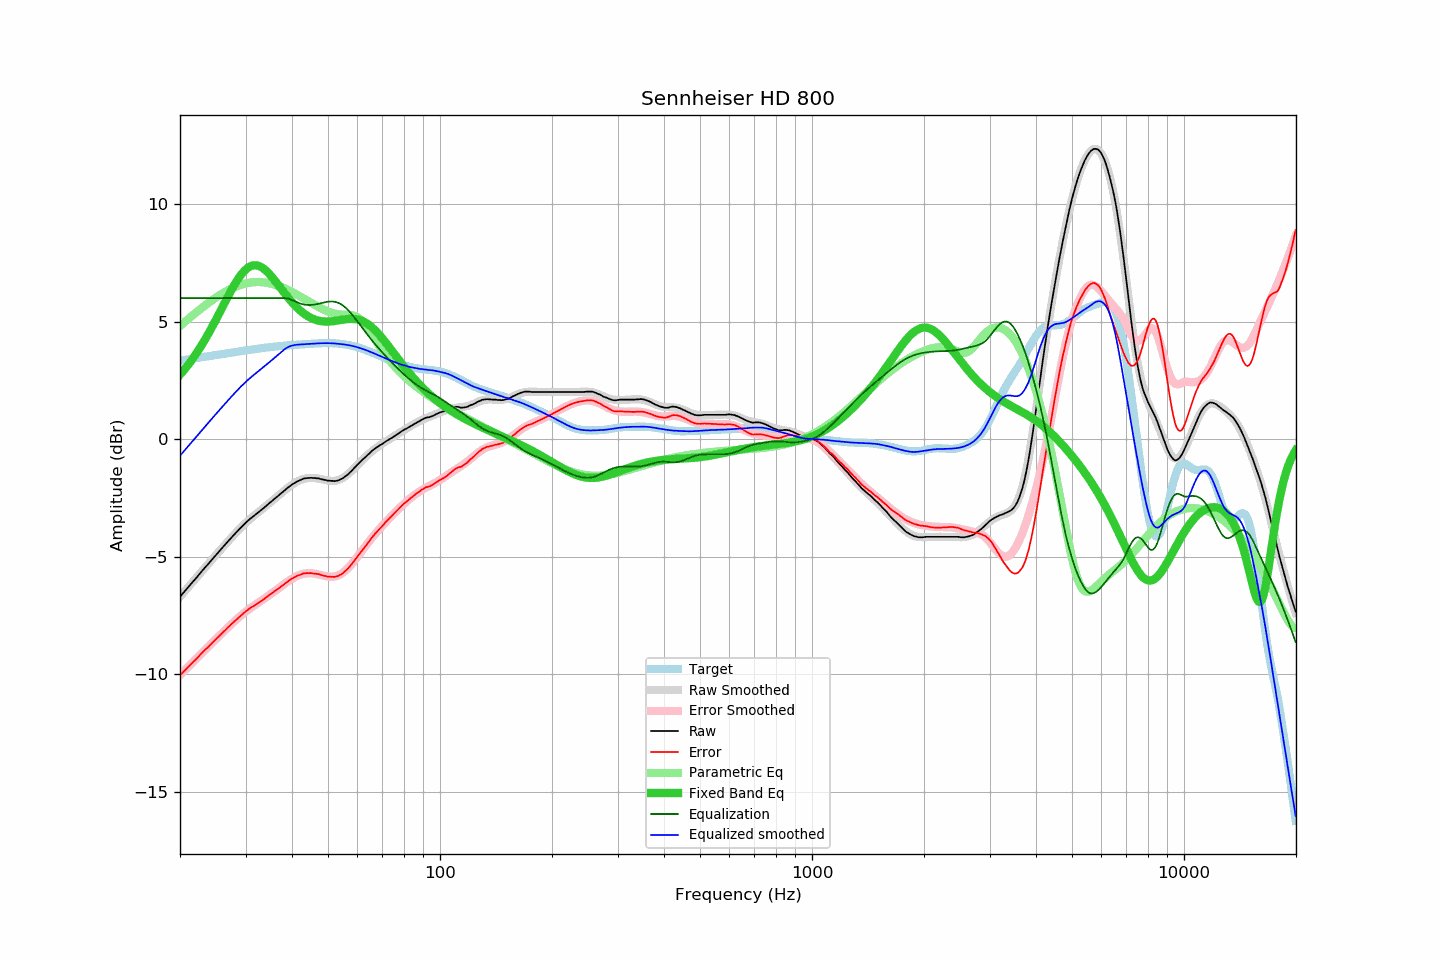 Sennheiser HD 800
10
5
0
−5
−10
−15
Amplitude (dBr)
Target
Raw Smoothed
Error Smoothed
Raw
Error
Parametric Eq
Fixed Band Eq
Equalization
Equalized smoothed
100
1000
10000
Frequency (Hz)